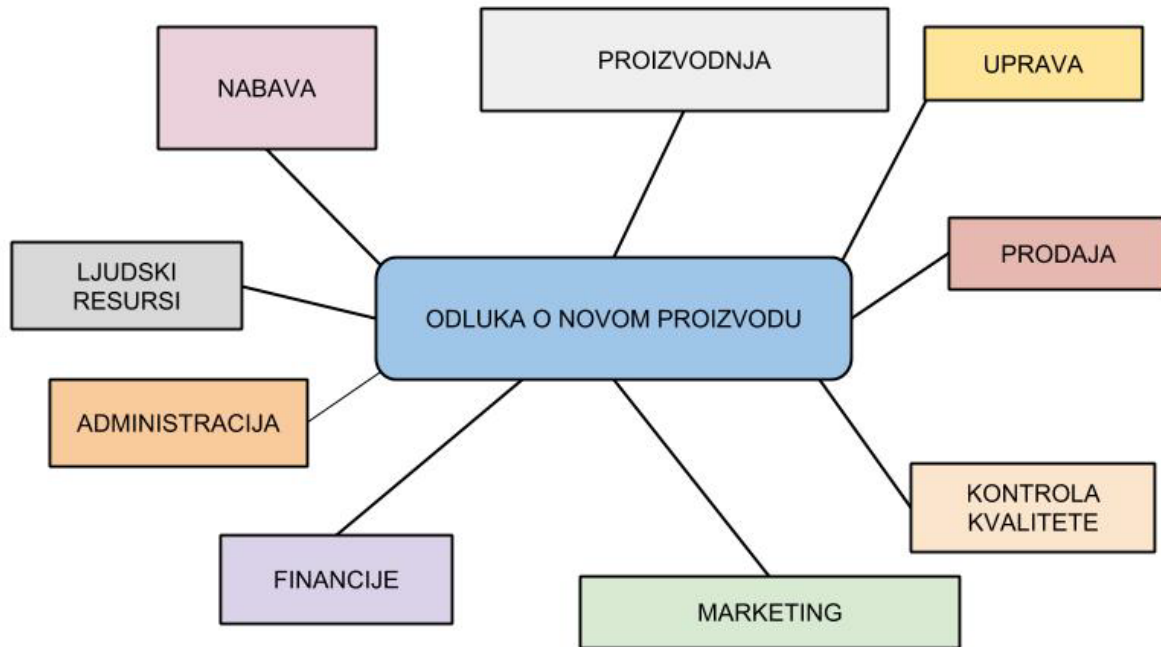 NABAVA
PROIZVODNJA
UPRAVA
LJUDSKI
RESURSI
ODLUKA O NOVOM PROIZVODU
PRODAJA
ADMINISTRACIJA
KONTROLA
KVALITETE
FINANCIJE
MARKETING